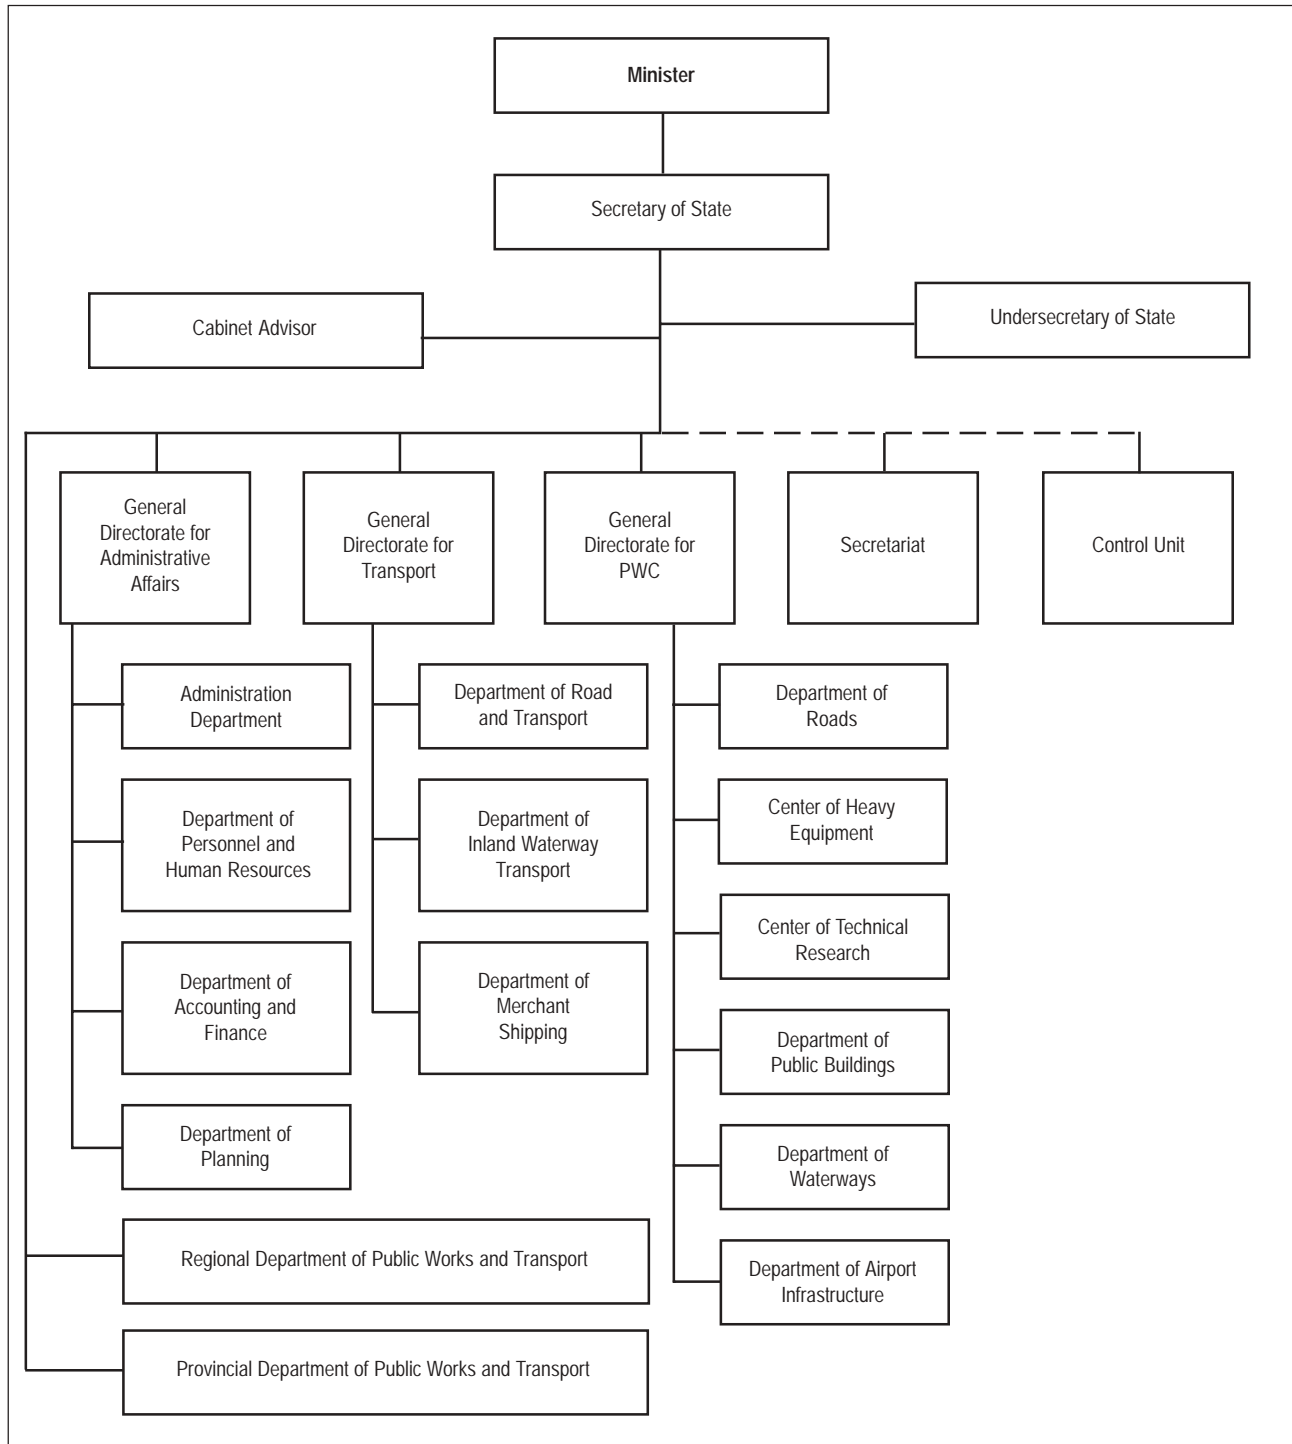 Minister
Secretary of State
Cabinet Advisor
Undersecretary of State
General
Directorate for
Administrative
Affairs
General
Directorate for
Transport
General
Directorate for
PWC
Secretariat
Control Unit
Administration
Department
Department of
Personnel and
Human Resources
Department of
Accounting and
Finance
Department of
Planning
Department of Road
and Transport
Department of
Inland Waterway
Transport
Department of
Merchant
Shipping
Department of
Roads
Center of Heavy
Equipment
Center of Technical
Research
Department of
Public Buildings
Department of
Waterways
Department of Airport
Infrastructure
Regional Department of Public Works and Transport
Provincial Department of Public Works and Transport